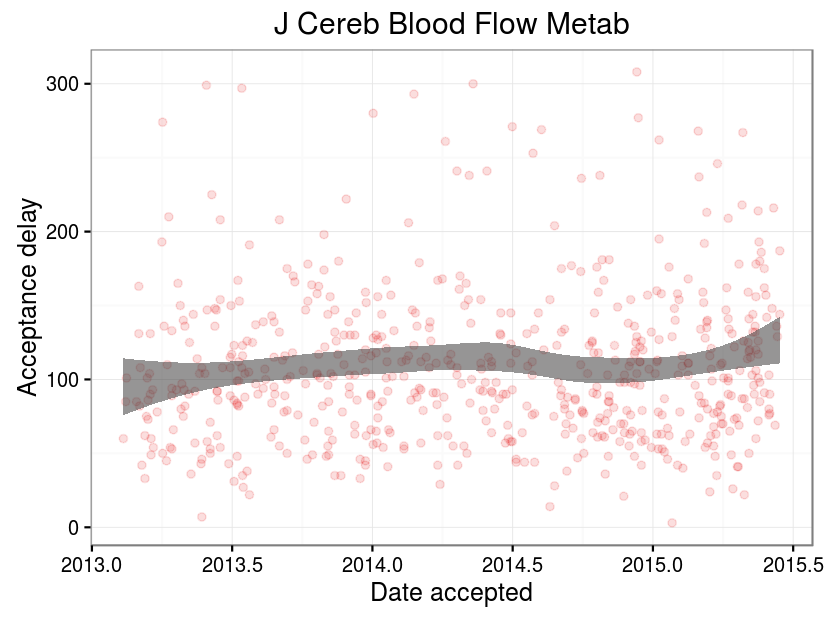 J Cereb Blood Flow Metab
300
200
100
0
Acceptance delay
2013.0 2013.5 2014.0 2014.5 2015.0 2015.5
Date accepted